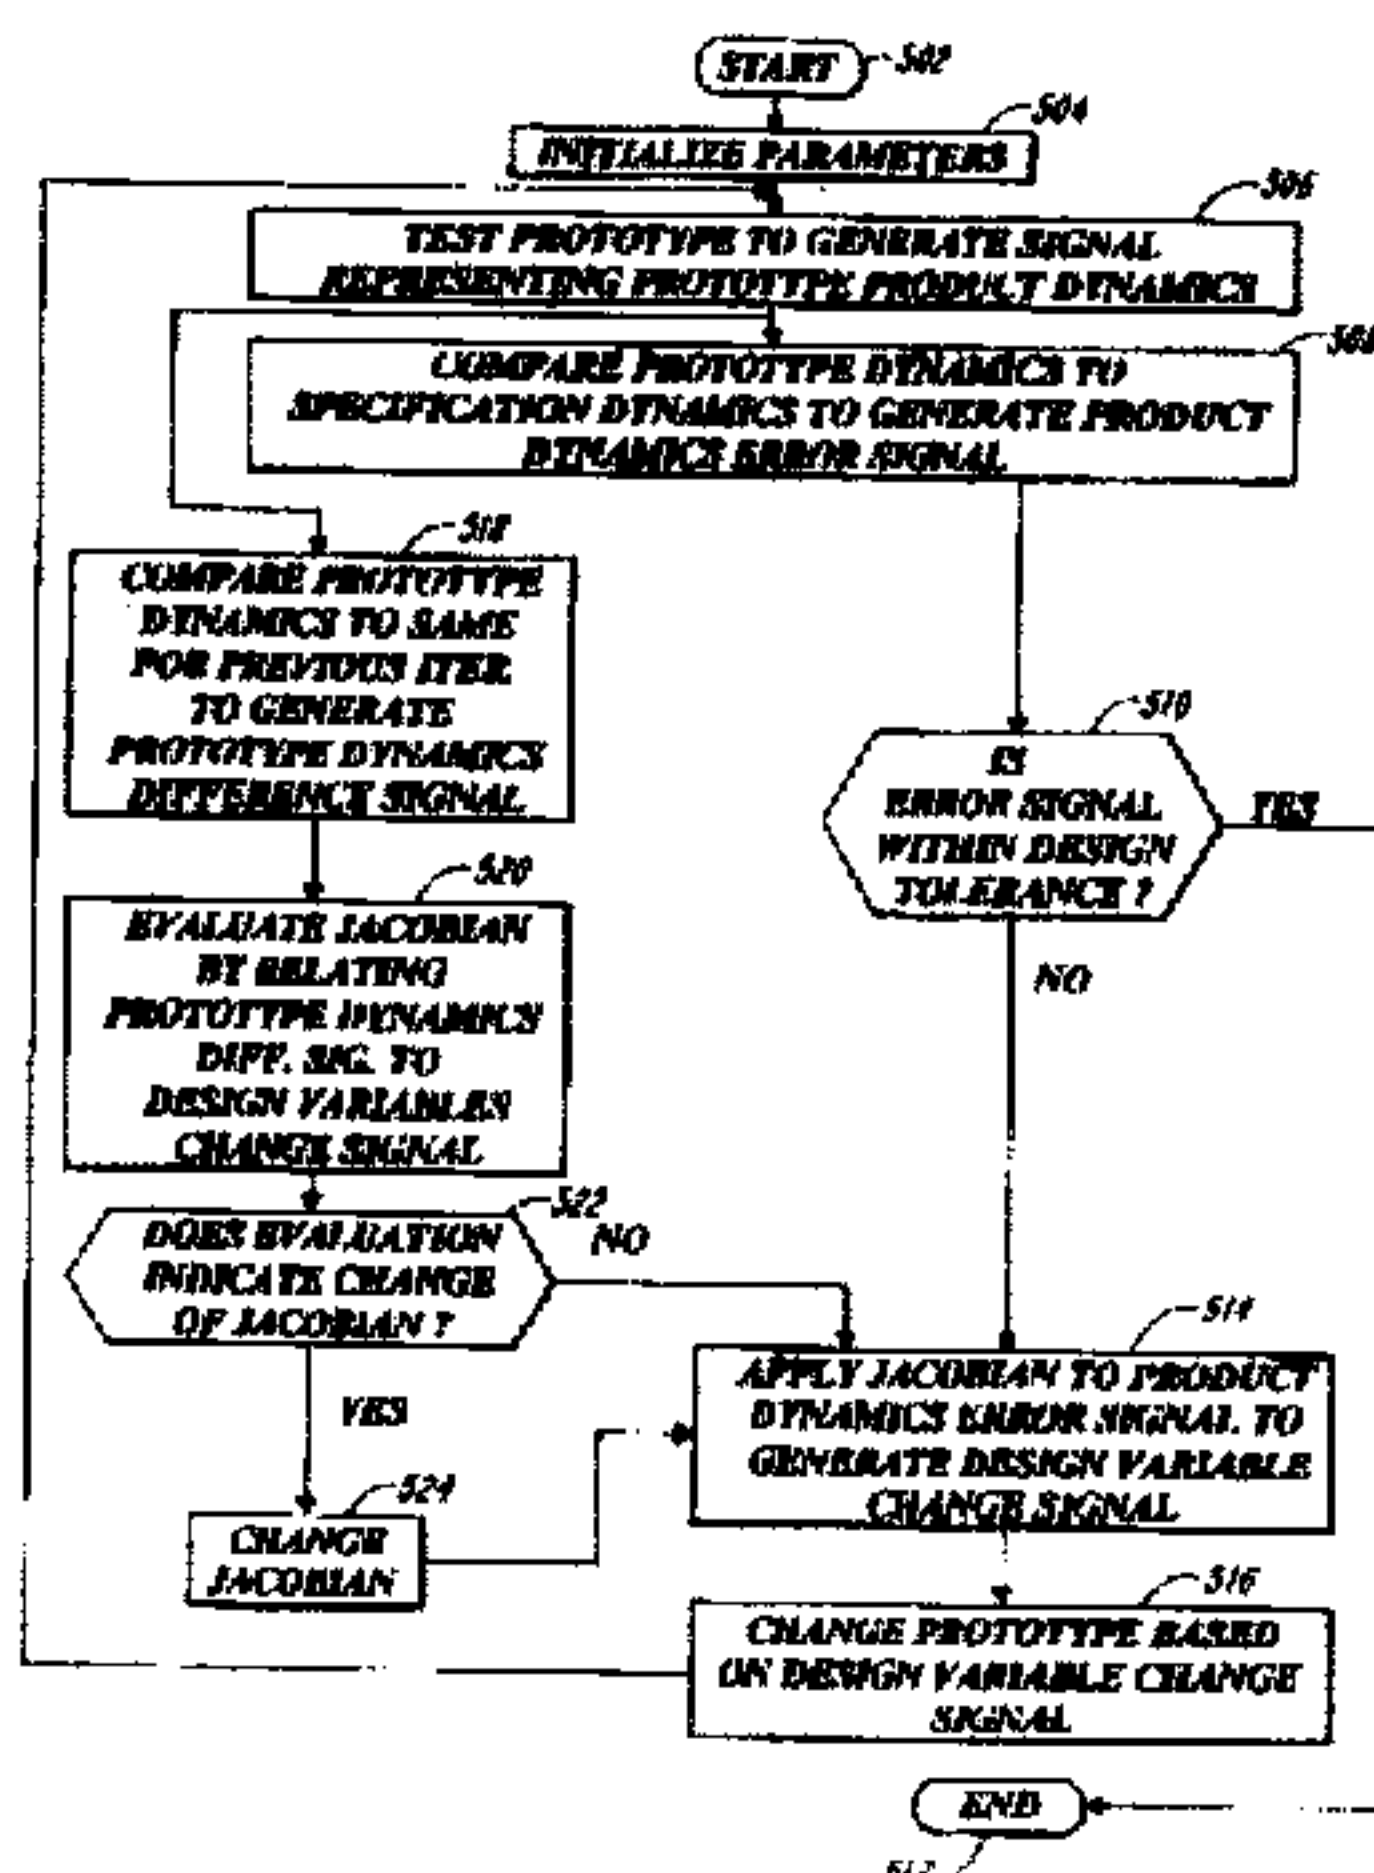 START 502
504
INITIALIZE PARAMETERS
506
TEST PROTOTYPE TO GENERATE SIGNAL
REPRESENTING PROTOTYPE PRODUCT DYNAMICS
COMPARE PROTOTYPE DYNAMICS TO
SPECIFICATION DYNAMICS TO GENERATE PRODUCT
DYNAMICS ERROR SIGNAL
518
COMPARE PROTOTYPE
DYNAMICS TO SAME
FOR PREVIOUS ITER.
TO GENERATE
PROTOTYPE DYNAMICS
DIFFERENCE SIGNAL
510
IS
ERROR SIGNAL
WITHIN DESIGN
TOLERANCE ?
YES
NO
520
EVALUATE JACOBIAN
BY RELATING
PROTOTYPE DYNAMICS
DIFF. SIG. TO
DESIGN VARIABLES
CHANGE SIGNAL
522
DOES EVALUATION
INDICATE CHANGE
OF JACOBIAN ?
NO
YES
514
APPLY JACOBIAN TO PRODUCT
DYNAMICS ERROR SIGNAL TO
GENERATE DESIGN VARIABLE
CHANGE SIGNAL
524
CHANGE
JACOBIAN
516
CHANGE PROTOTYPE BASED
ON DESIGN VARIABLE CHANGE
SIGNAL
END